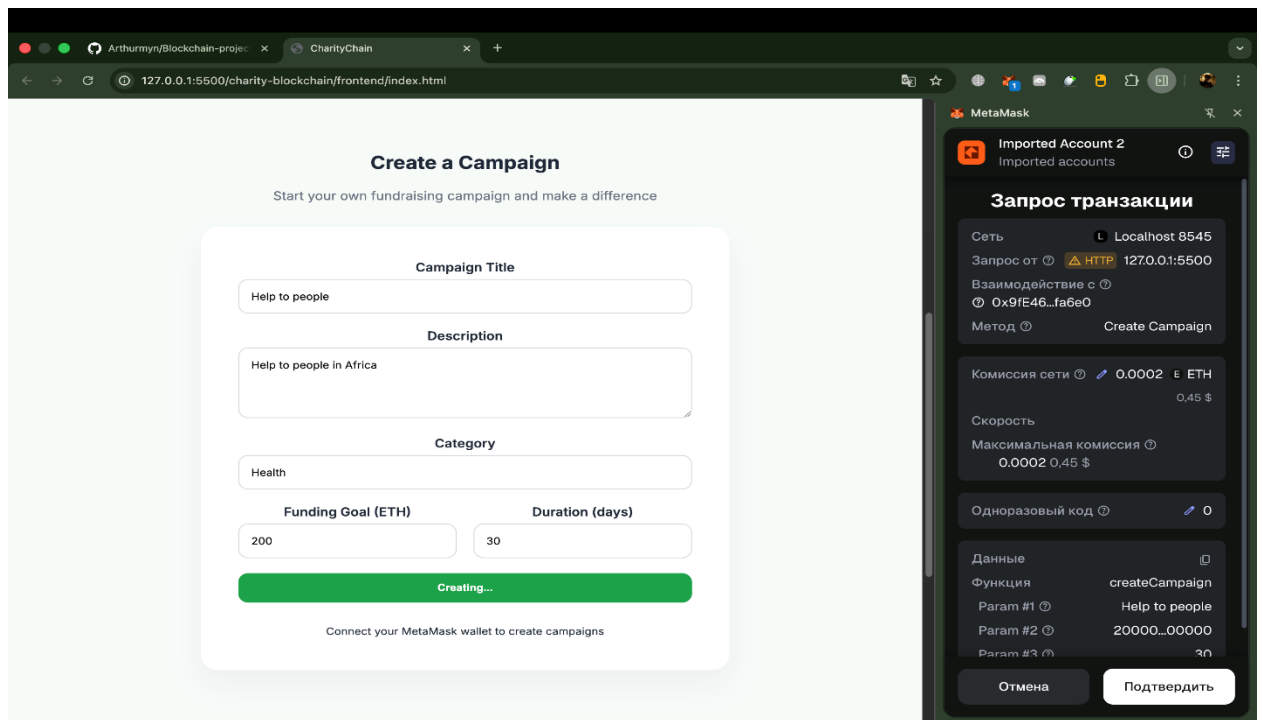 Arthurmyn/Blockchain-projec
CharityChain
127.0.0.1:5500/charity-blockchain/frontend/index.html
1
Create a Campaign
Start your own fundraising campaign and make a difference
Campaign Title
Help to people
Description
Help to people in Africa
Category
Health
Funding Goal (ETH) Duration (days)
200 30
Creating...
Connect your MetaMask wallet to create campaigns
MetaMask
Imported Account 2
Imported accounts
Запрос транзакции
Сеть L Localhost 8545
Запрос от HTTP 127.0.0.1:5500
Взаимодействие с
0x9fE46...fa6e0
Метод Create Campaign
Комиссия сети 0.0002 E ETH
0,45 $
Скорость
Максимальная комиссия
0.0002 0,45 $
Одноразовый код 0
Данные
Функция createCampaign
Param #1 Help to people
Param #2 20000...00000
Param #3 30
Отмена Подтвердить